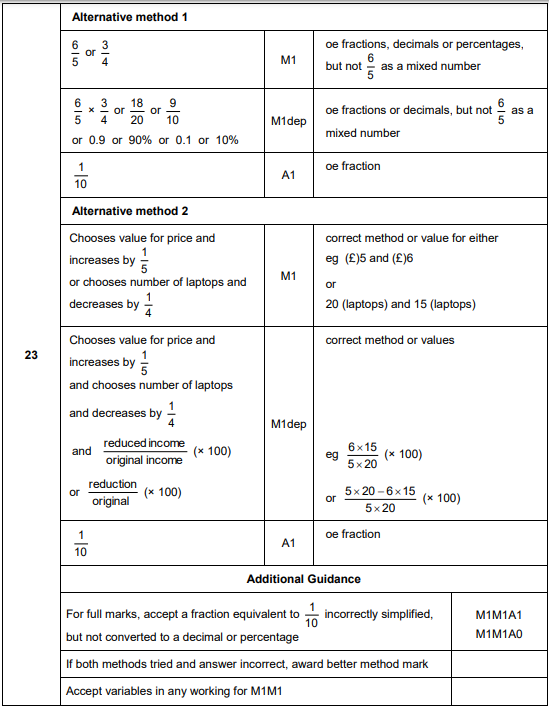 Alternative method 1
6/5 or 3/4
M1
oe fractions, decimals or percentages,
but not 6/5 as a mixed number
6/5 × 3/4 or 18/20 or 9/10
or 0.9 or 90% or 0.1 or 10%
M1dep
oe fractions or decimals, but not 6/5 as a
mixed number
1/10
A1
oe fraction
Alternative method 2
Chooses value for price and
increases by 1/5
or chooses number of laptops and
decreases by 1/4
M1
correct method or value for either
eg (£)5 and (£)6
or
20 (laptops) and 15 (laptops)
23
Chooses value for price and
increases by 1/5
and chooses number of laptops
and decreases by 1/4
and reduced income/original income (× 100)
or reduction/original (× 100)
M1dep
correct method or values
eg 6 × 15/5 × 20 (× 100)
or 5 × 20 – 6 × 15/5 × 20 (× 100)
1/10
A1
oe fraction
Additional Guidance
For full marks, accept a fraction equivalent to 1/10 incorrectly simplified,
but not converted to a decimal or percentage
M1M1A1
M1M1A0
If both methods tried and answer incorrect, award better method mark
Accept variables in any working for M1M1